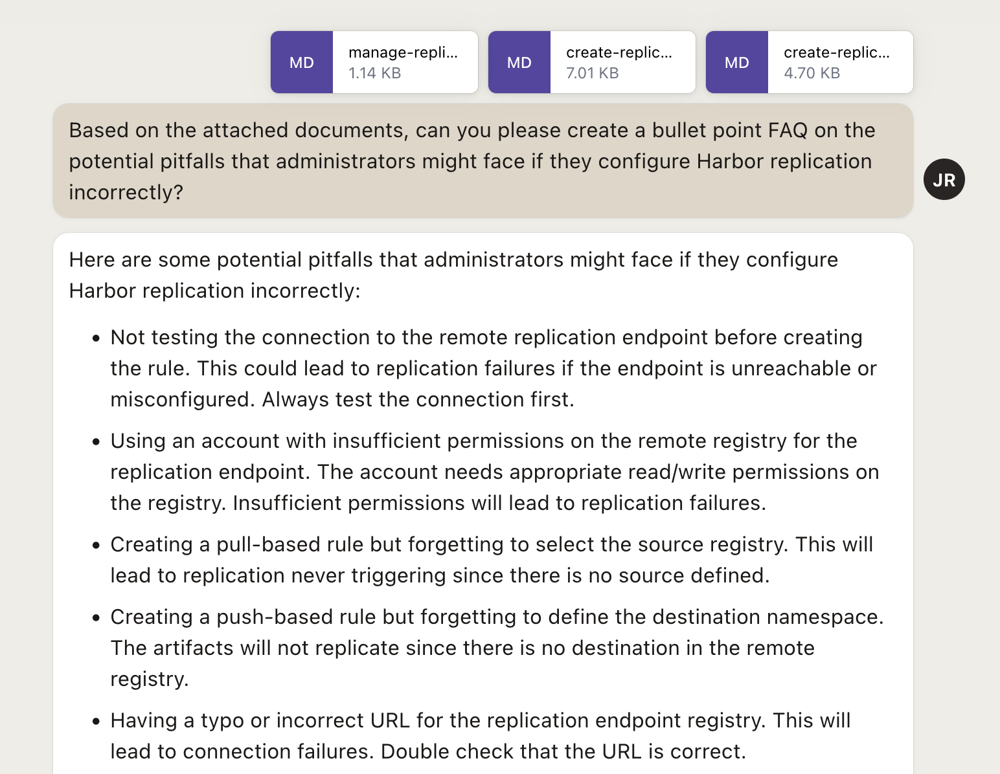 MD
manage-repli...
1.14 KB
MD
create-replic...
7.01 KB
MD
create-replic...
4.70 KB
Based on the attached documents, can you please create a bullet point FAQ on the
potential pitfalls that administrators might face if they configure Harbor replication
incorrectly?
JR
Here are some potential pitfalls that administrators might face if they configure
Harbor replication incorrectly:
• Not testing the connection to the remote replication endpoint before creating
the rule. This could lead to replication failures if the endpoint is unreachable or
misconfigured. Always test the connection first.
• Using an account with insufficient permissions on the remote registry for the
replication endpoint. The account needs appropriate read/write permissions on
the registry. Insufficient permissions will lead to replication failures.
• Creating a pull-based rule but forgetting to select the source registry. This will
lead to replication never triggering since there is no source defined.
• Creating a push-based rule but forgetting to define the destination namespace.
The artifacts will not replicate since there is no destination in the remote
registry.
• Having a typo or incorrect URL for the replication endpoint registry. This will
lead to connection failures. Double check that the URL is correct.